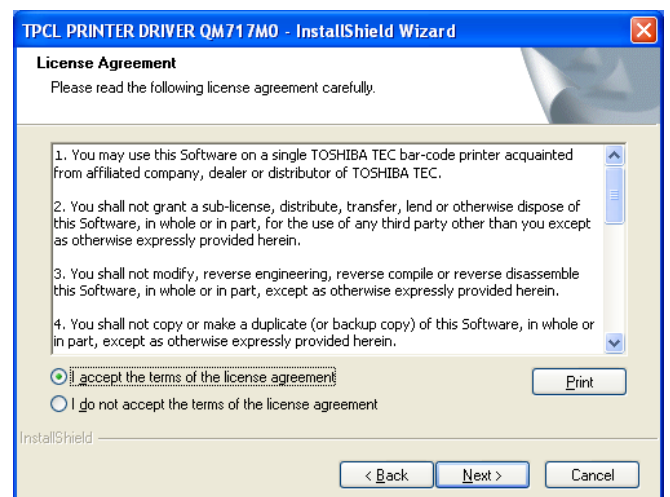 TPCL PRINTER DRIVER QM717M0 - InstallShield Wizard
License Agreement
Please read the following license agreement carefully.
1. You may use this Software on a single TOSHIBA TEC bar-code printer acquainted
from affiliated company, dealer or distributor of TOSHIBA TEC.
2. You shall not grant a sub-license, distribute, transfer, lend or otherwise dispose of
this Software, in whole or in part, for the use of any third party other than you except
as otherwise expressly provided herein.
3. You shall not modify, reverse engineering, reverse compile or reverse disassemble
this Software, in whole or in part, except as otherwise expressly provided herein.
4. You shall not copy or make a duplicate (or backup copy) of this Software, in whole or
in part, except as otherwise expressly provided herein.
I accept the terms of the license agreement
Print
I do not accept the terms of the license agreement
InstallShield
< Back
Next >
Cancel